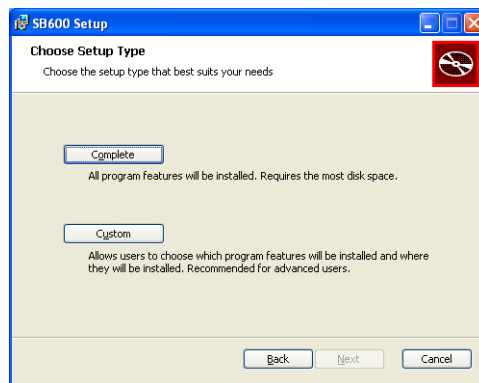 SB600 Setup
Choose Setup Type
Choose the setup type that best suits your needs
Complete
All program features will be installed. Requires the most disk space.
Custom
Allows users to choose which program features will be installed and where
they will be installed. Recommended for advanced users.
Back Next Cancel